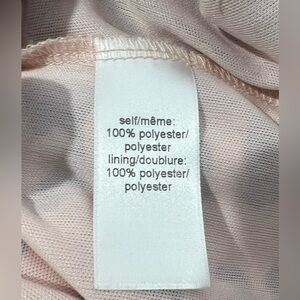 self/même:
100% polyester/
polyester
lining/doublure:
100% polyester/
polyester